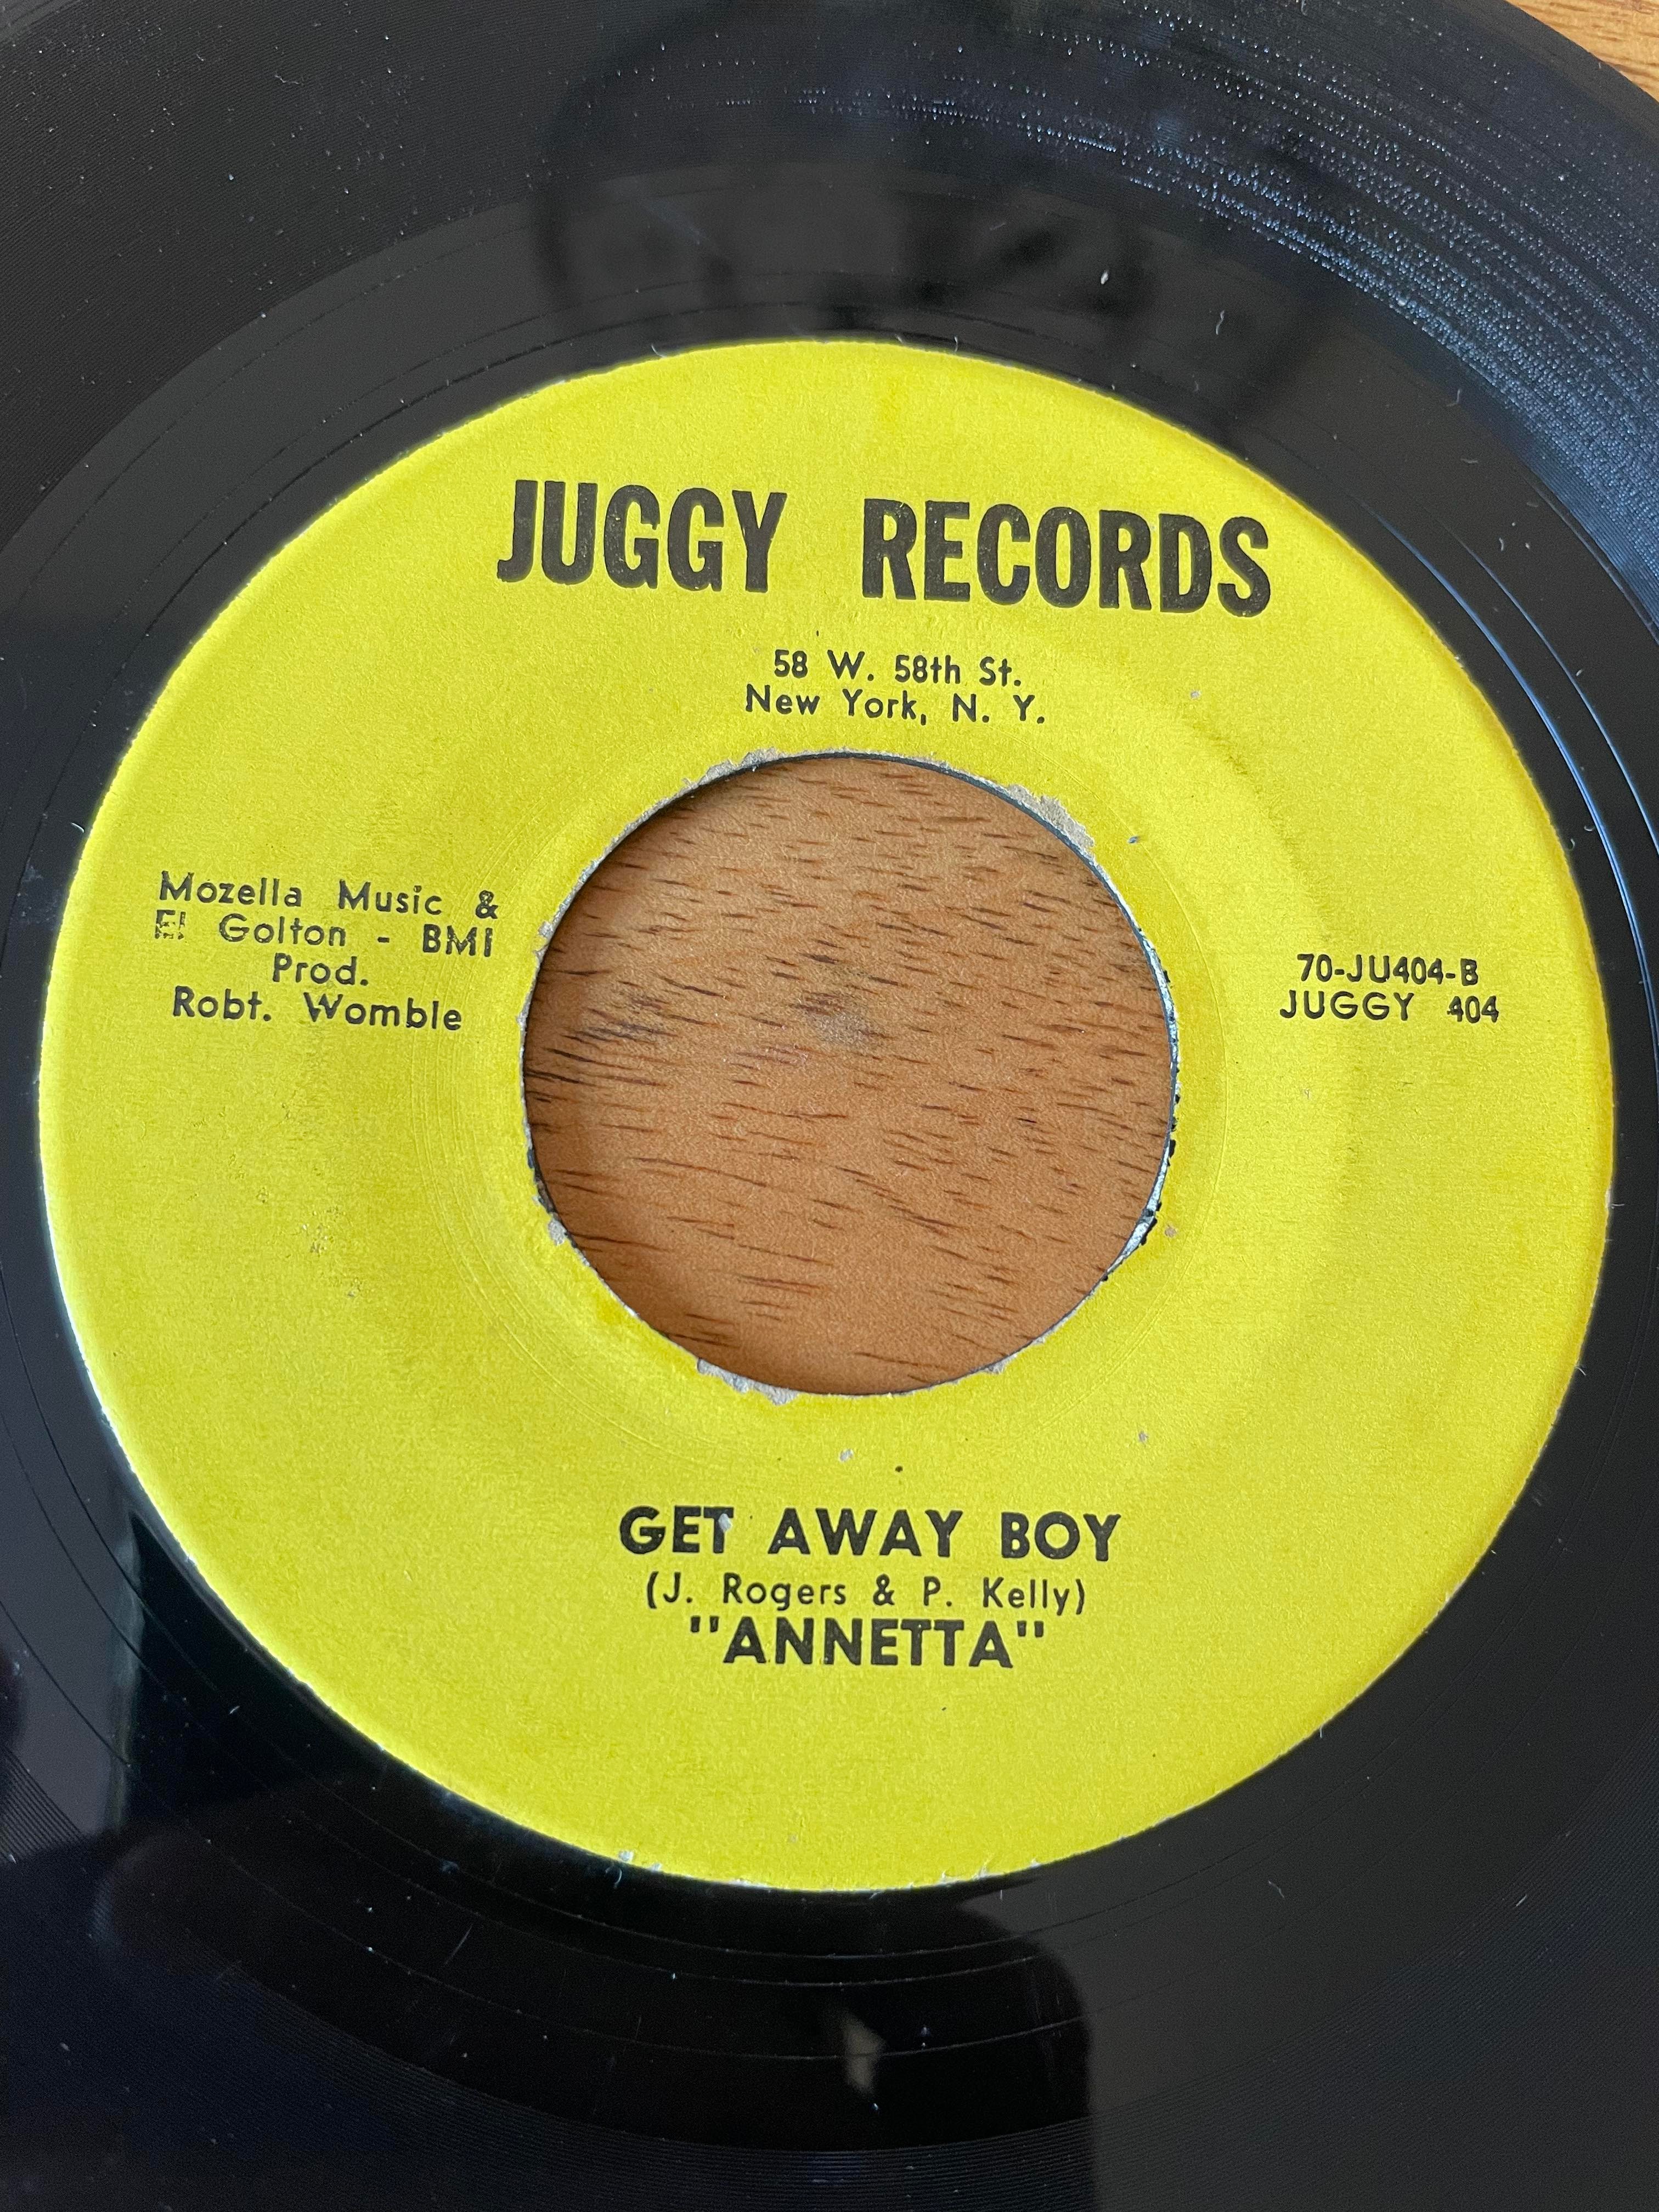 JUGGY RECORDS
58 W. 58th St.
New York, N. Y.
Mozella Music &
El Golton - BMI
Prod.
Robt. Womble
70-JU404-B
JUGGY 404
GET AWAY BOY
(J. Rogers & P. Kelly)
"ANNETTA"